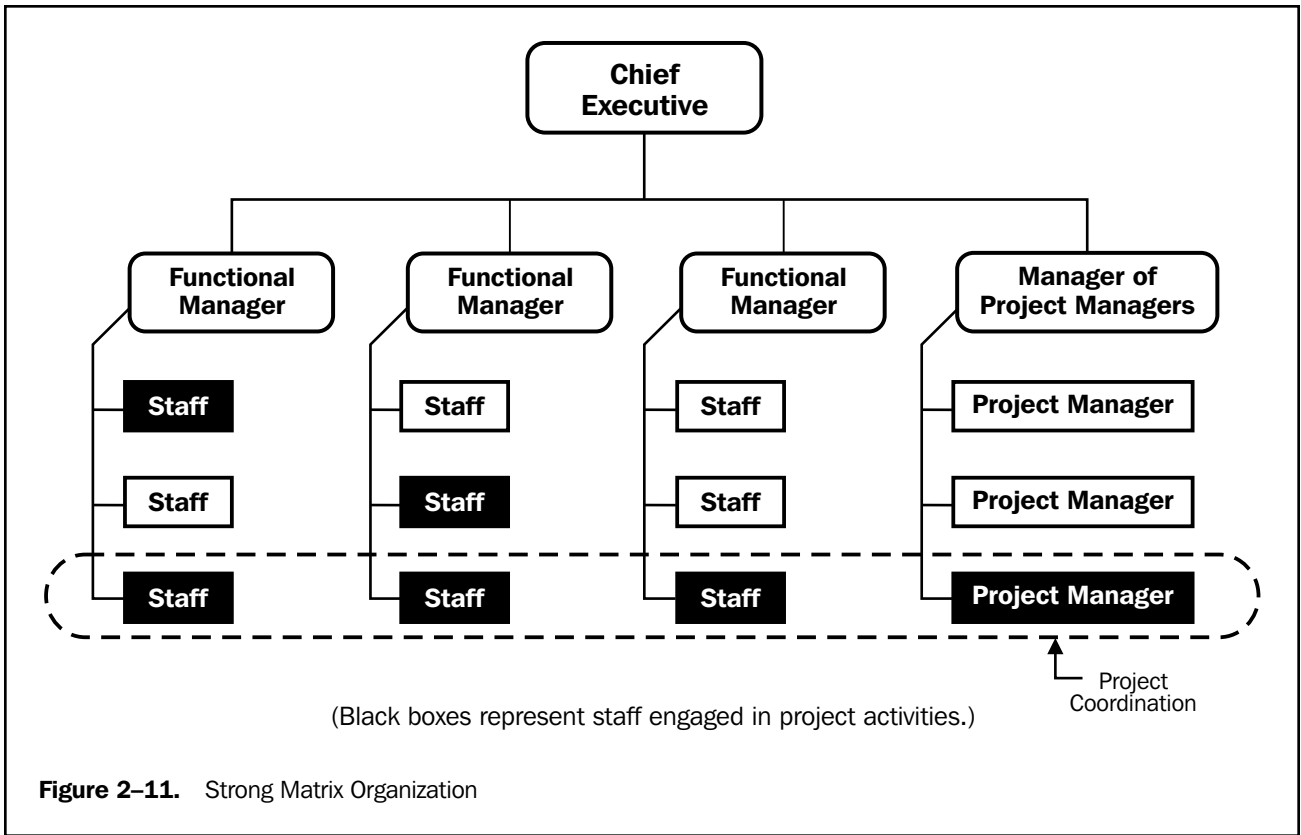 Chief
Executive
Functional
Manager
Functional
Manager
Functional
Manager
Manager of
Project Managers
Staff
Staff
Staff
Project Manager
Staff
Staff
Staff
Project Manager
Staff
Staff
Staff
Project Manager
Project
Coordination
(Black boxes represent staff engaged in project activities.)
Figure 2–11. Strong Matrix Organization